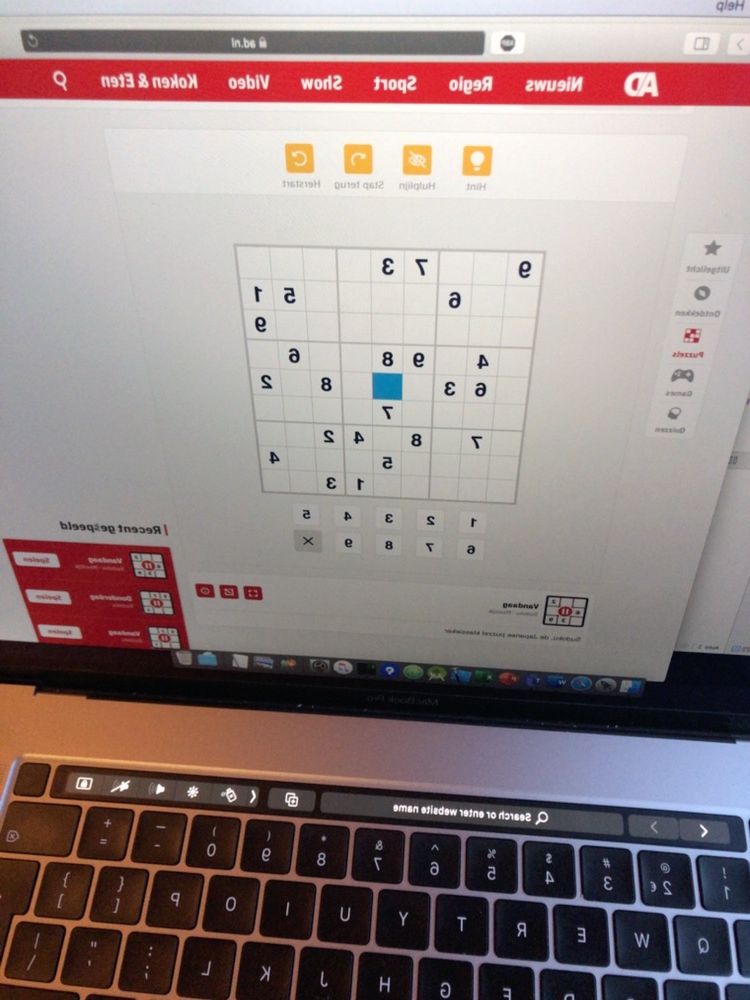 Help
ad.nl
AD Nieuws Regio Sport Show Video Koken & Eten
Hint Hulplijn Stap terug Herstart
Uitgelicht
Ontdekken
Puzzels
Games
Quizzen
9 7 3
6 5 1
9
4 9 8 6
6 3 8 2
7
7 8 4 2
5 4
1 3
1 2 3 4 5
6 7 8 9 X
Recent gespeeld
Vandaag
Spelen
Donderdag
Spelen
Vandaag
Spelen
Vandaag
Sudoku, de Japanse puzzel klassieker
MacBook Pro
Search or enter website name
! 1 @ 2 € # 3 $ 4 % 5 ^ 6 & 7 * 8 ( 9 ) 0 _ - + =
Q W E R T Y U I O P { [ } ]
F G H J K L : ; " ' | \